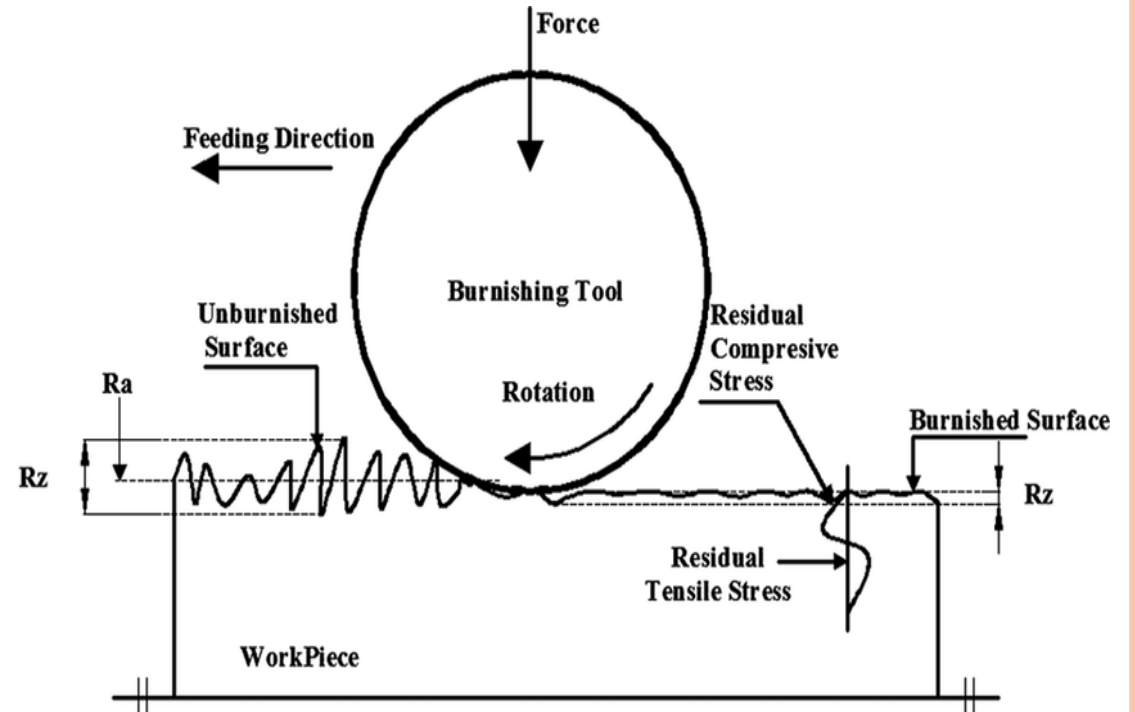 Force
Feeding Direction
Burnishing Tool
Unburnished
Surface
Residual
Compresive
Stress
Ra
Rotation
Burnished Surface
Rz
Rz
Residual
Tensile Stress
WorkPiece